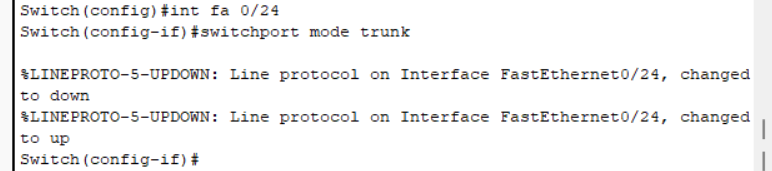 Switch(config)#int fa 0/24
Switch(config-if)#switchport mode trunk
%LINEPROTO-5-UPDOWN: Line protocol on Interface FastEthernet0/24, changed
to down
%LINEPROTO-5-UPDOWN: Line protocol on Interface FastEthernet0/24, changed
to up
Switch(config-if)#